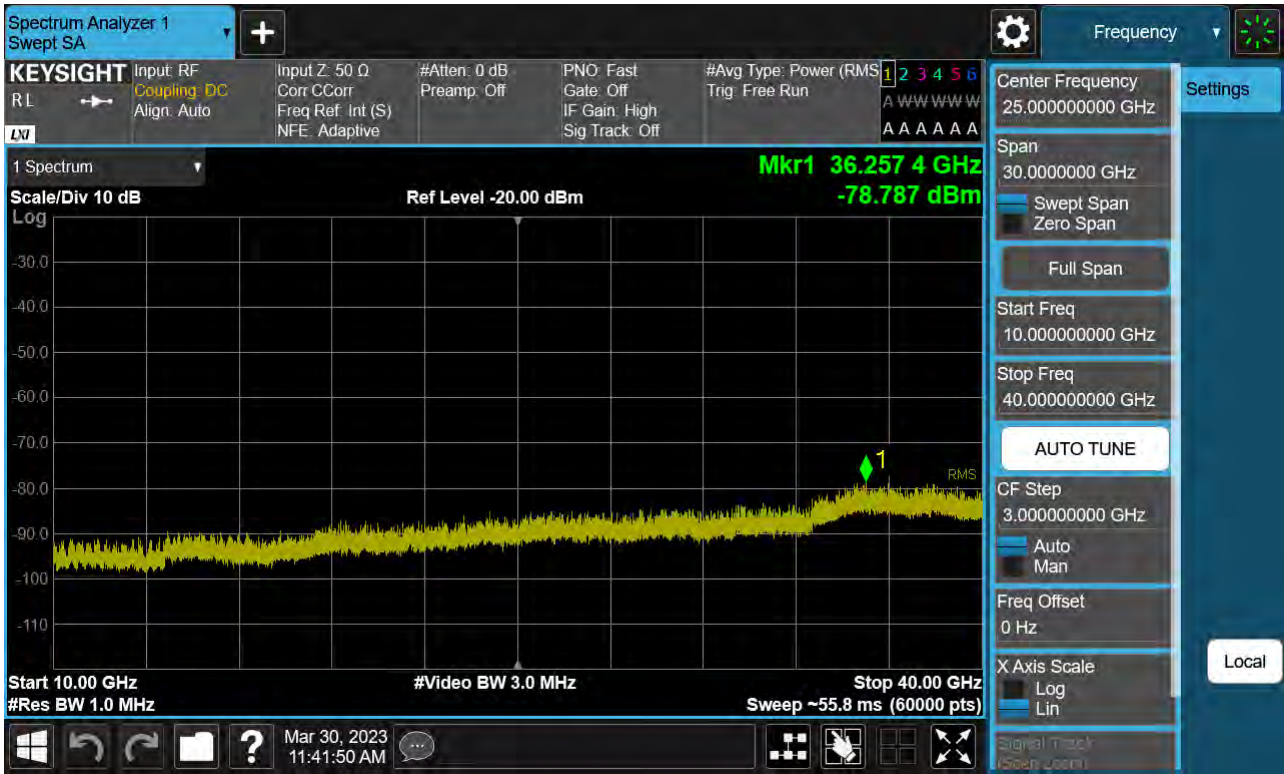 Spectrum Analyzer 1
Swept SA
+
Frequency
KEYSIGHT
RL
LXI
Input: RF
Coupling: DC
Align: Auto
Input Z: 50 Ω
Corr CCorr
Freq Ref: Int (S)
NFE: Adaptive
#Atten: 0 dB
Preamp: Off
PNO: Fast
Gate: Off
IF Gain: High
Sig Track: Off
#Avg Type: Power (RMS
Trig: Free Run
1 2 3 4 5 6
A W W W W W
A A A A A A
1 Spectrum
Scale/Div 10 dB
Ref Level -20.00 dBm
Mkr1 36.257 4 GHz
-78.787 dBm
Log
-30.0
-40.0
-50.0
-60.0
-70.0
-80.0
-90.0
-100
-110
1
RMS
Start 10.00 GHz
#Res BW 1.0 MHz
#Video BW 3.0 MHz
Stop 40.00 GHz
Sweep ~55.8 ms (60000 pts)
Center Frequency
25.000000000 GHz
Span
30.0000000 GHz
Swept Span
Zero Span
Full Span
Start Freq
10.000000000 GHz
Stop Freq
40.000000000 GHz
AUTO TUNE
CF Step
3.000000000 GHz
Auto
Man
Freq Offset
0 Hz
X Axis Scale
Log
Lin
Signal Track
(Span Zoom)
Settings
Local
?
Mar 30, 2023
11:41:50 AM